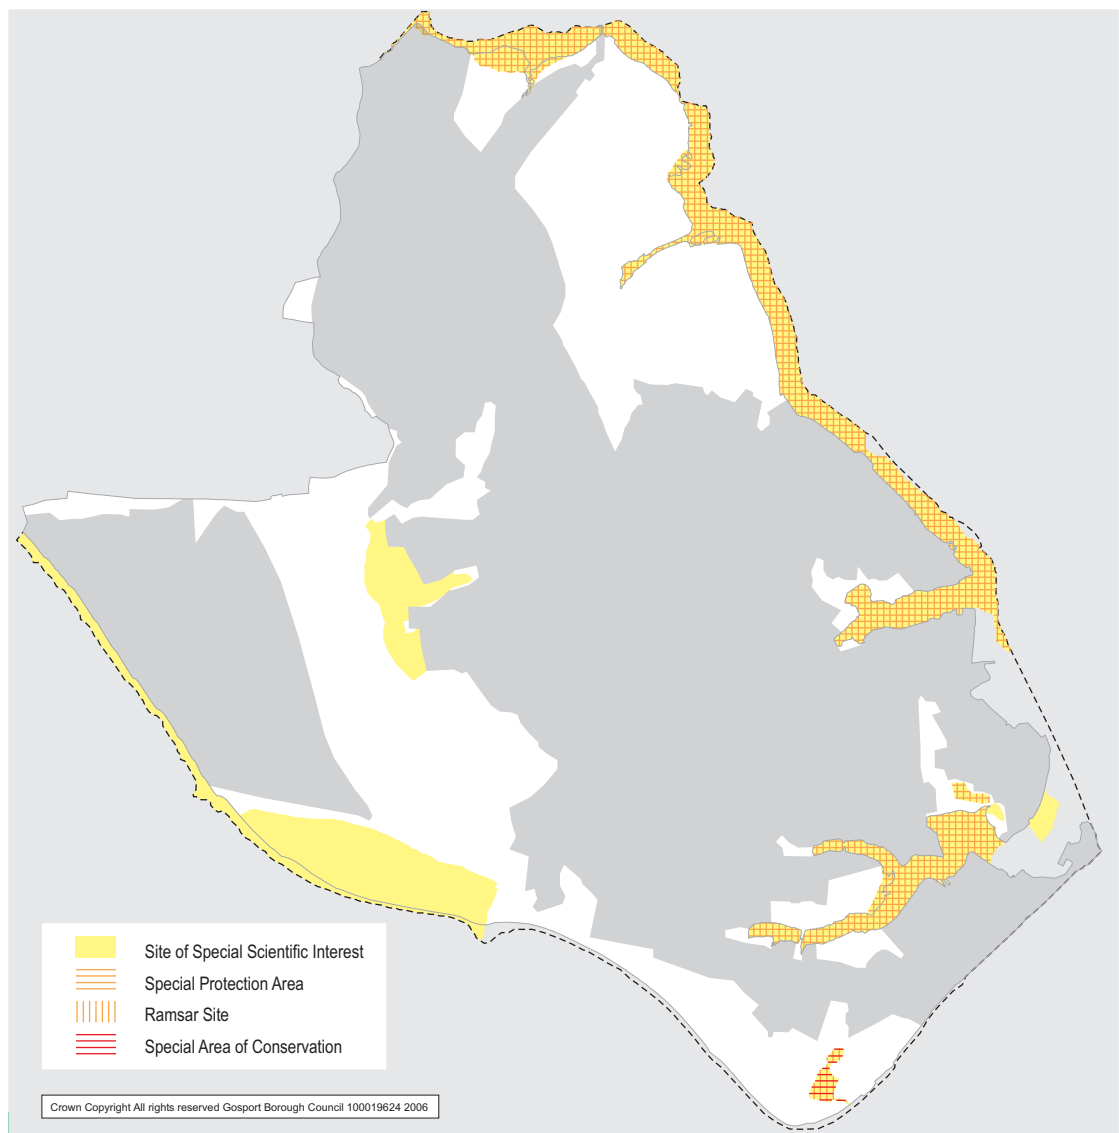 Site of Special Scientific Interest
Special Protection Area
Ramsar Site
Special Area of Conservation
Crown Copyright All rights reserved Gosport Borough Council 100019624 2006